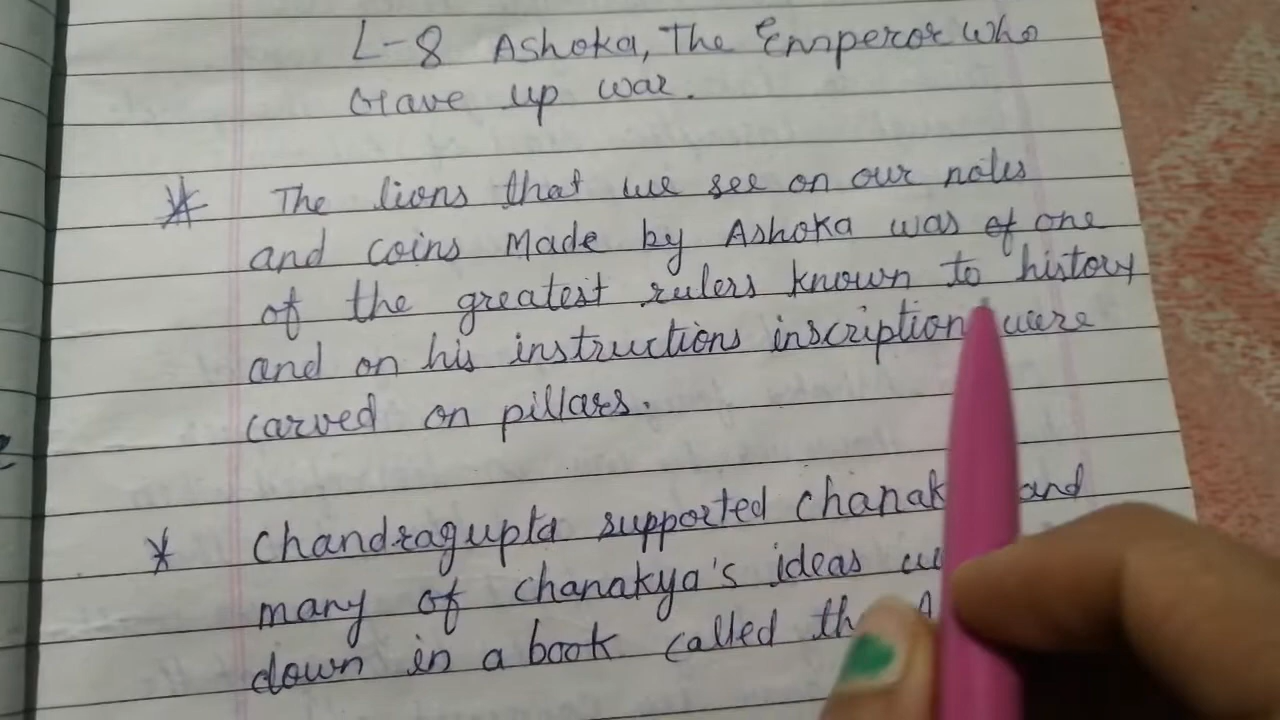 L-8 Ashoka, The Emperor Who
Gave up war.
* The lions that we see on our notes
and coins Made by Ashoka was of one
of the greatest rulers known to history
and on his instructions inscription were
carved on pillars.
* Chandragupta supported Chanak and
many of chanakya's ideas
down in a book called the A